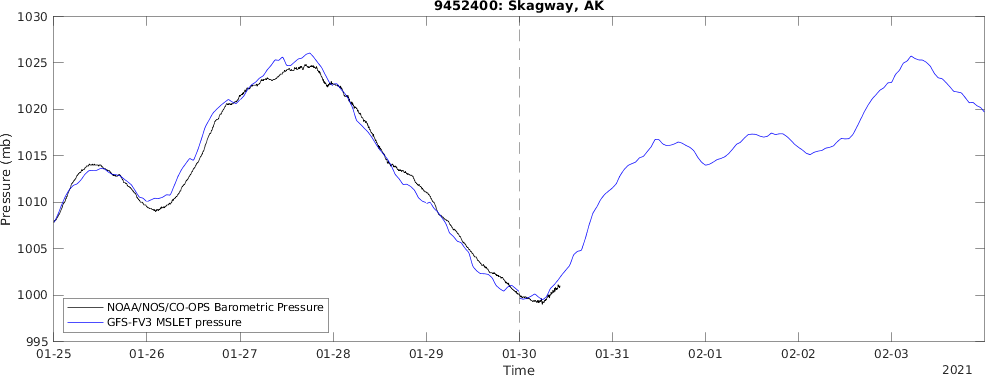 9452400: Skagway, AK
1030
1025
1020
1015
1010
1005
1000
995
Pressure (mb)
NOAA/NOS/CO-OPS Barometric Pressure
GFS-FV3 MSLET pressure
01-25 01-26 01-27 01-28 01-29 01-30 01-31 02-01 02-02 02-03
Time
2021